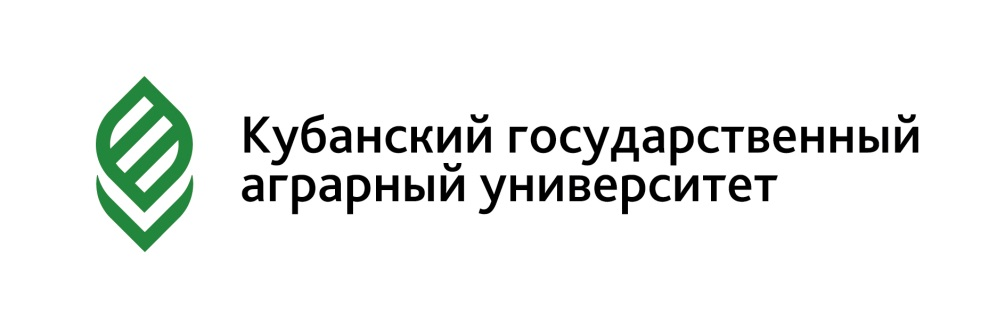 Кубанский государственный
аграрный университет